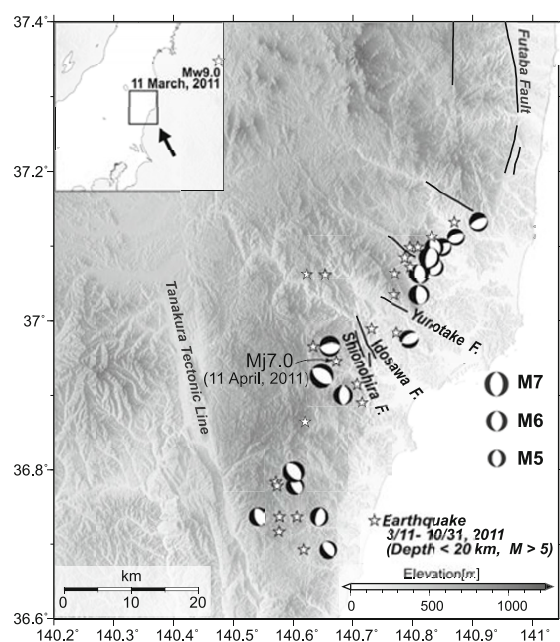 37.4°
37.2°
37°
36.8°
36.6°
140.2°
140.3°
140.4°
140.5°
140.6°
140.7°
140.8°
140.9°
141°
Mw9.0
11 March, 2011
Futaba Fault
Tanakura Tectonic Line
Yunotake F.
Idosawa F.
Shionohira F.
Mj7.0
(11 April, 2011)
M7
M6
M5
Earthquake
3/11- 10/31, 2011
(Depth < 20 km, M > 5)
Elevation[m]
0 500 1000
km
0 10 20